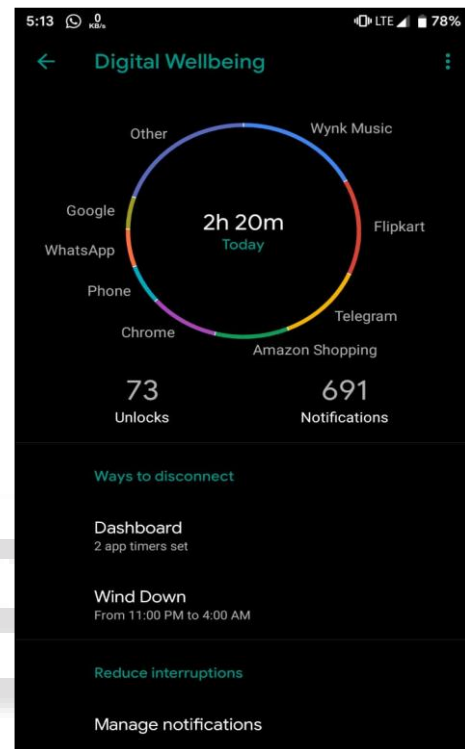 5:13 0 KB/s LTE 78%
Digital Wellbeing
Other
Wynk Music
Google
2h 20m
Flipkart
WhatsApp
Today
Phone
Telegram
Chrome
Amazon Shopping
73
691
Unlocks
Notifications
Ways to disconnect
Dashboard
2 app timers set
Wind Down
From 11:00 PM to 4:00 AM
Reduce interruptions
Manage notifications